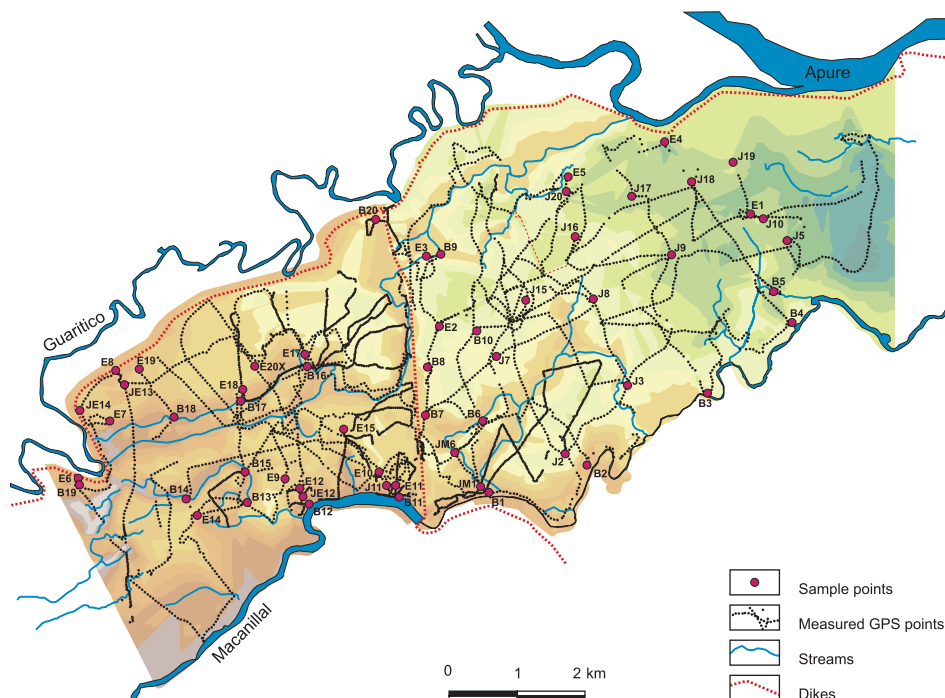 Apure
E4
J19
E5
J18
J20
J17
B20
E1
J10
J16
J5
E3
B9
J9
B5
J15
J8
B4
Guaritico
E2
B10
E17
J7
E8
E19
E20X
B16
B8
JE13
E18
J3
B3
JE14
B17
E7
B18
B7
B6
E15
JM6
J2
B15
B2
E6
E10
E9
B19
E12
J11
E11
JM1
B14
JE12
B13
B11
B1
B12
E14
Macanillal
Sample points
Measured GPS points
Streams
Dikes
0 1 2 km